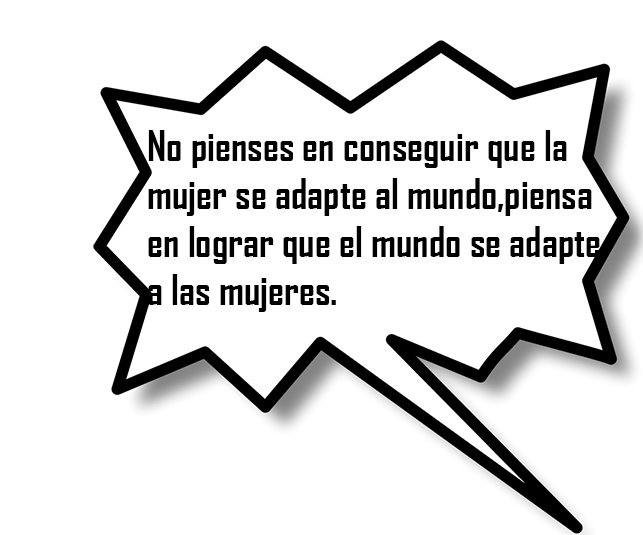 No pienses en conseguir que la
mujer se adapte al mundo,piensa
en lograr que el mundo se adapte
a las mujeres.